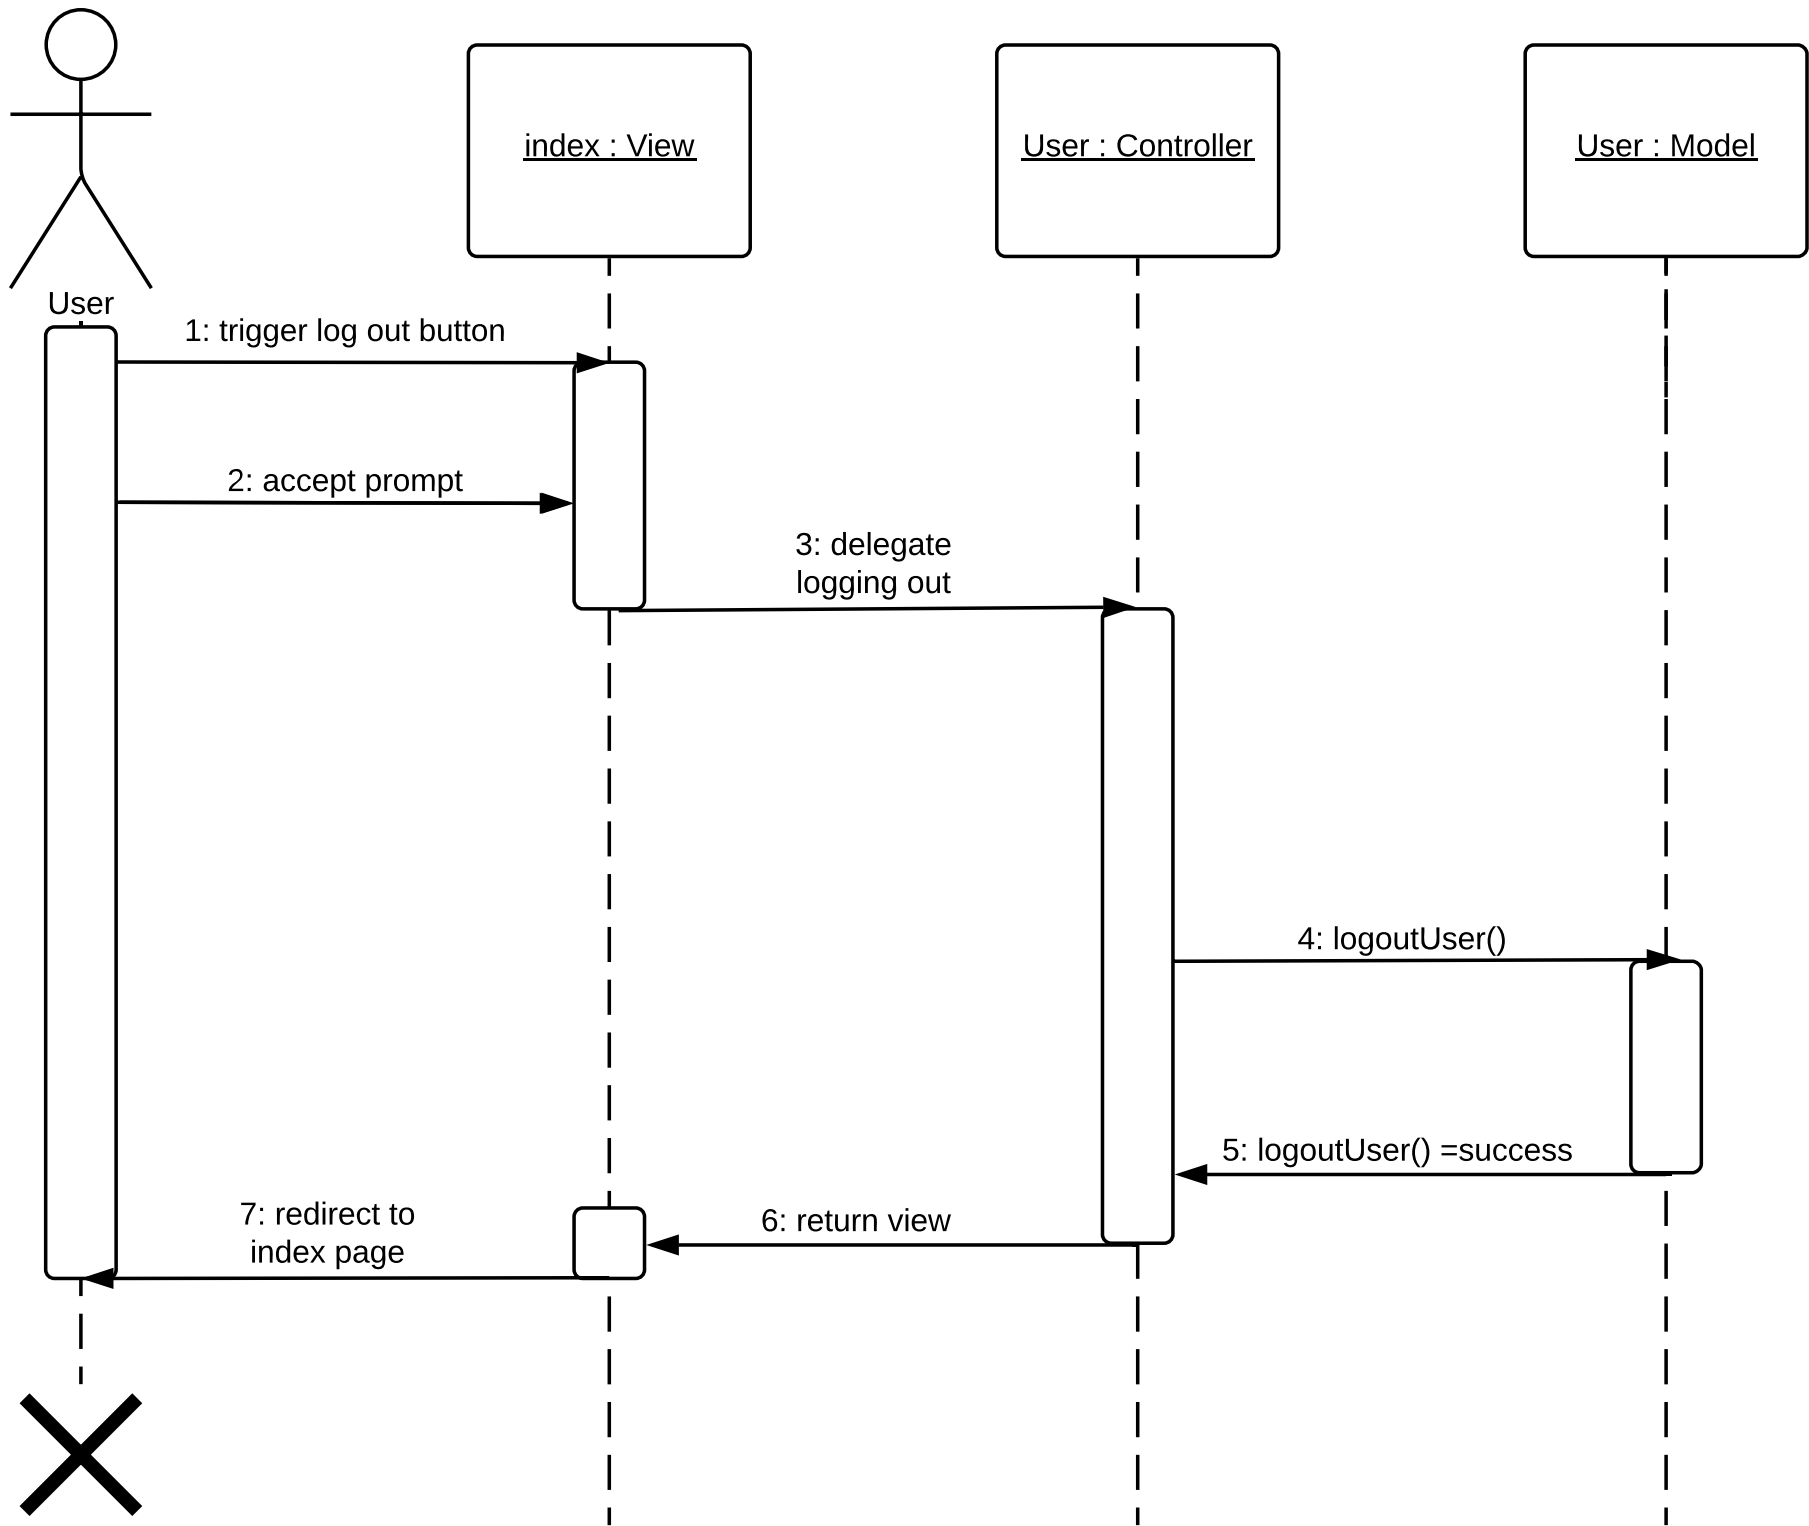 index : View
User : Controller
User : Model
User
1: trigger log out button
2: accept prompt
3: delegate
logging out
4: logoutUser()
5: logoutUser() =success
6: return view
7: redirect to
index page